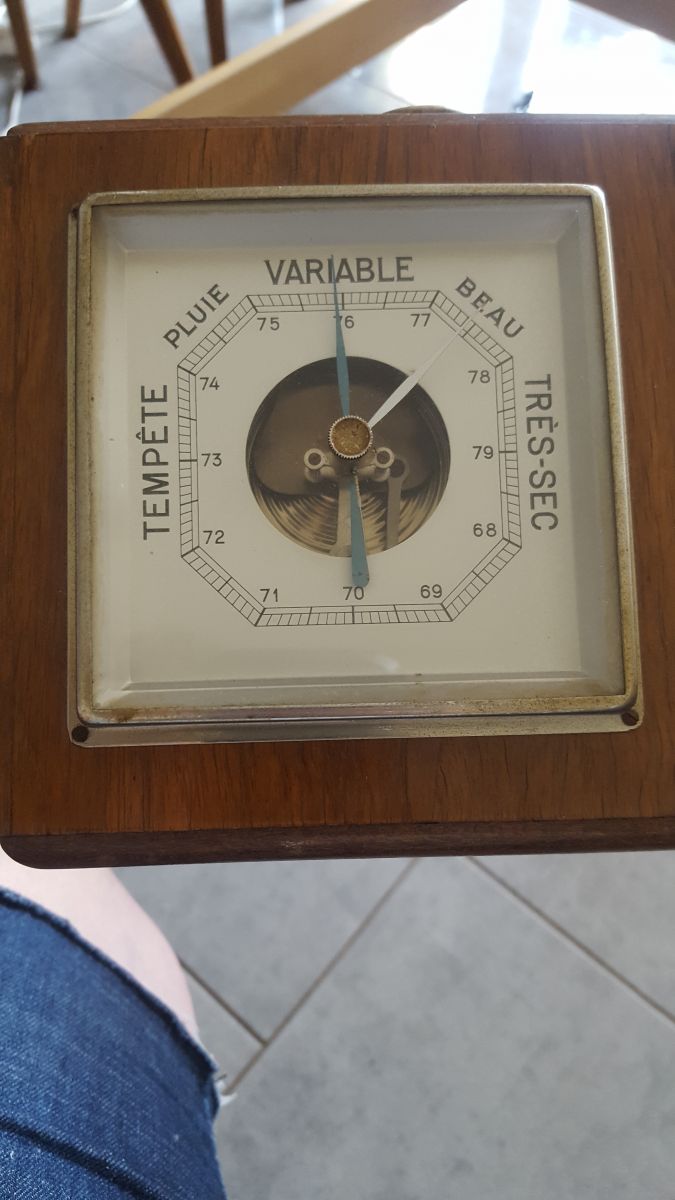 VARIABLE
PLUIE
BEAU
TEMPÊTE
TRÈS-SEC
75
76
77
74
78
73
79
72
68
71
70
69